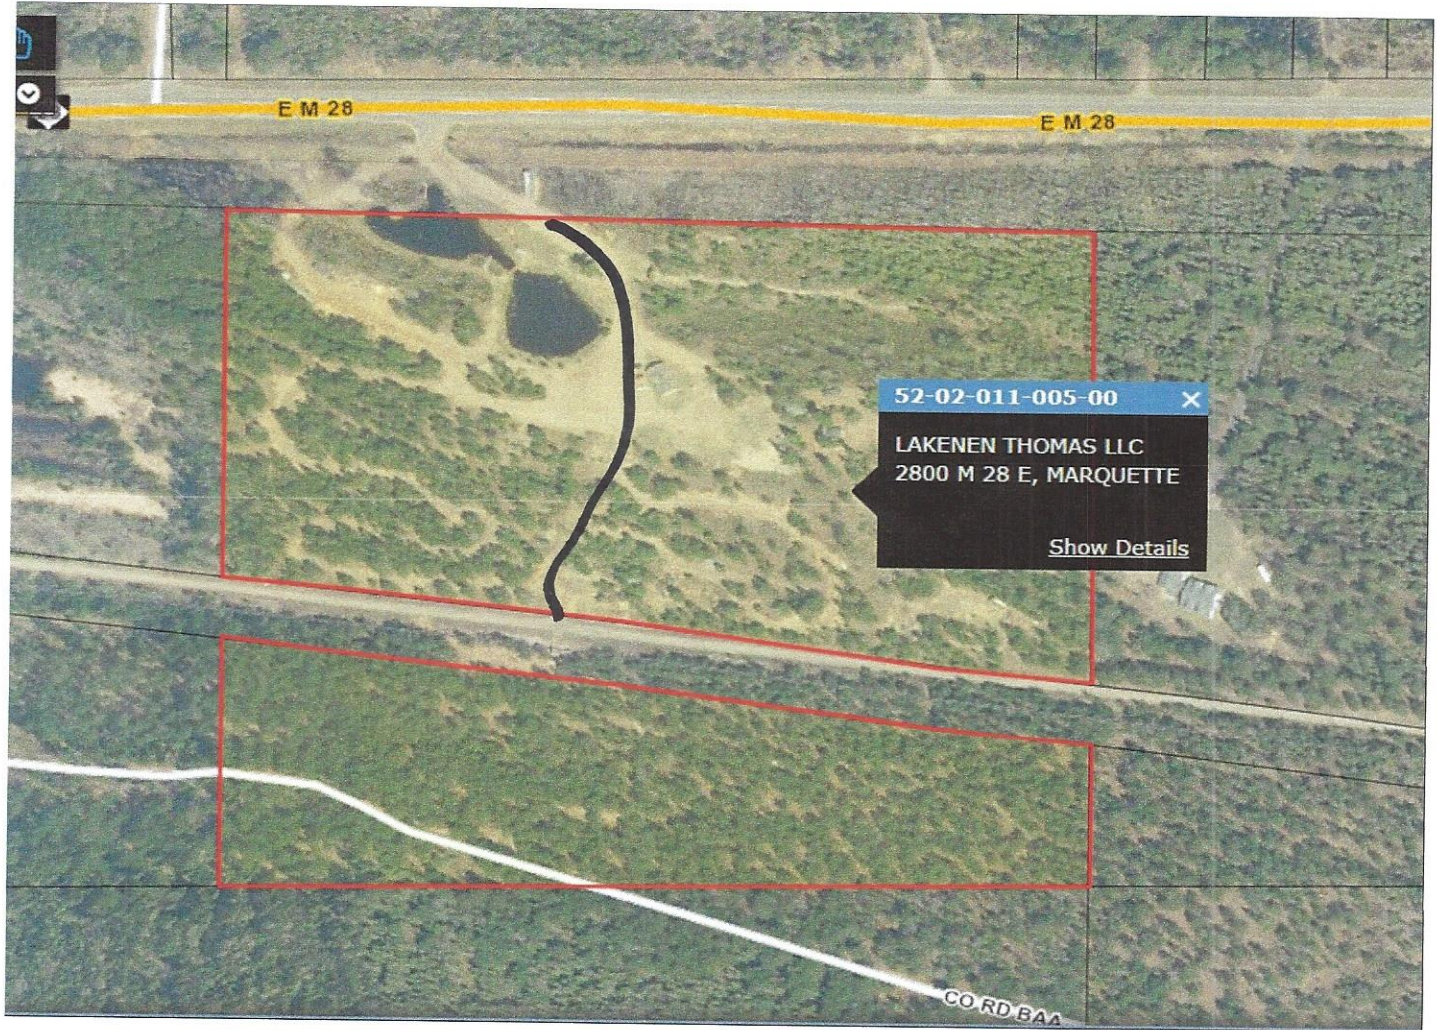 E M 28
E M 28
52-02-011-005-00
LAKENEN THOMAS LLC
2800 M 28 E, MARQUETTE
Show Details
CO RD BAA